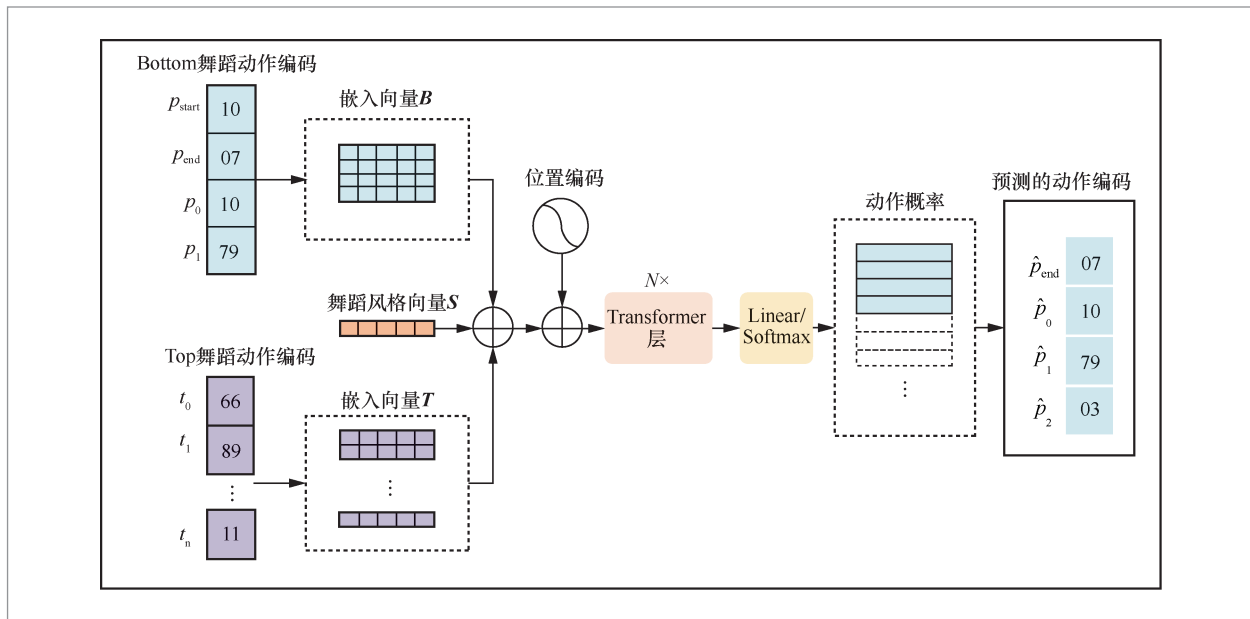 Bottom舞蹈动作编码
p_start 10
p_end 07
p_0 10
p_1 79
嵌入向量B
舞蹈风格向量S
Top舞蹈动作编码
t_0 66
t_1 89
⋮
t_n 11
嵌入向量T
⋮
位置编码
N×
Transformer
层
Linear/
Softmax
动作概率
⋮
预测的动作编码
p̂_end 07
p̂_0 10
p̂_1 79
p̂_2 03